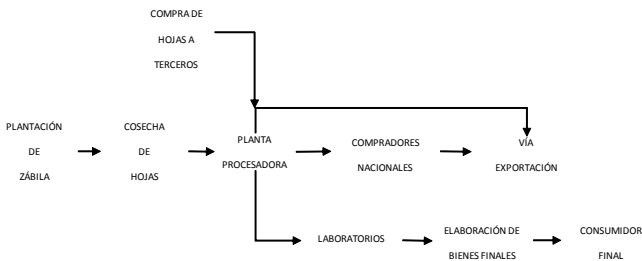 COMPRA DE
HOJAS A
TERCEROS
PLANTACIÓN
DE
ZÁBILA
COSECHA
DE
HOJAS
PLANTA
PROCESADORA
COMPRADORES
NACIONALES
VÍA
EXPORTACIÓN
LABORATORIOS
ELABORACIÓN DE
BIENES FINALES
CONSUMIDOR
FINAL